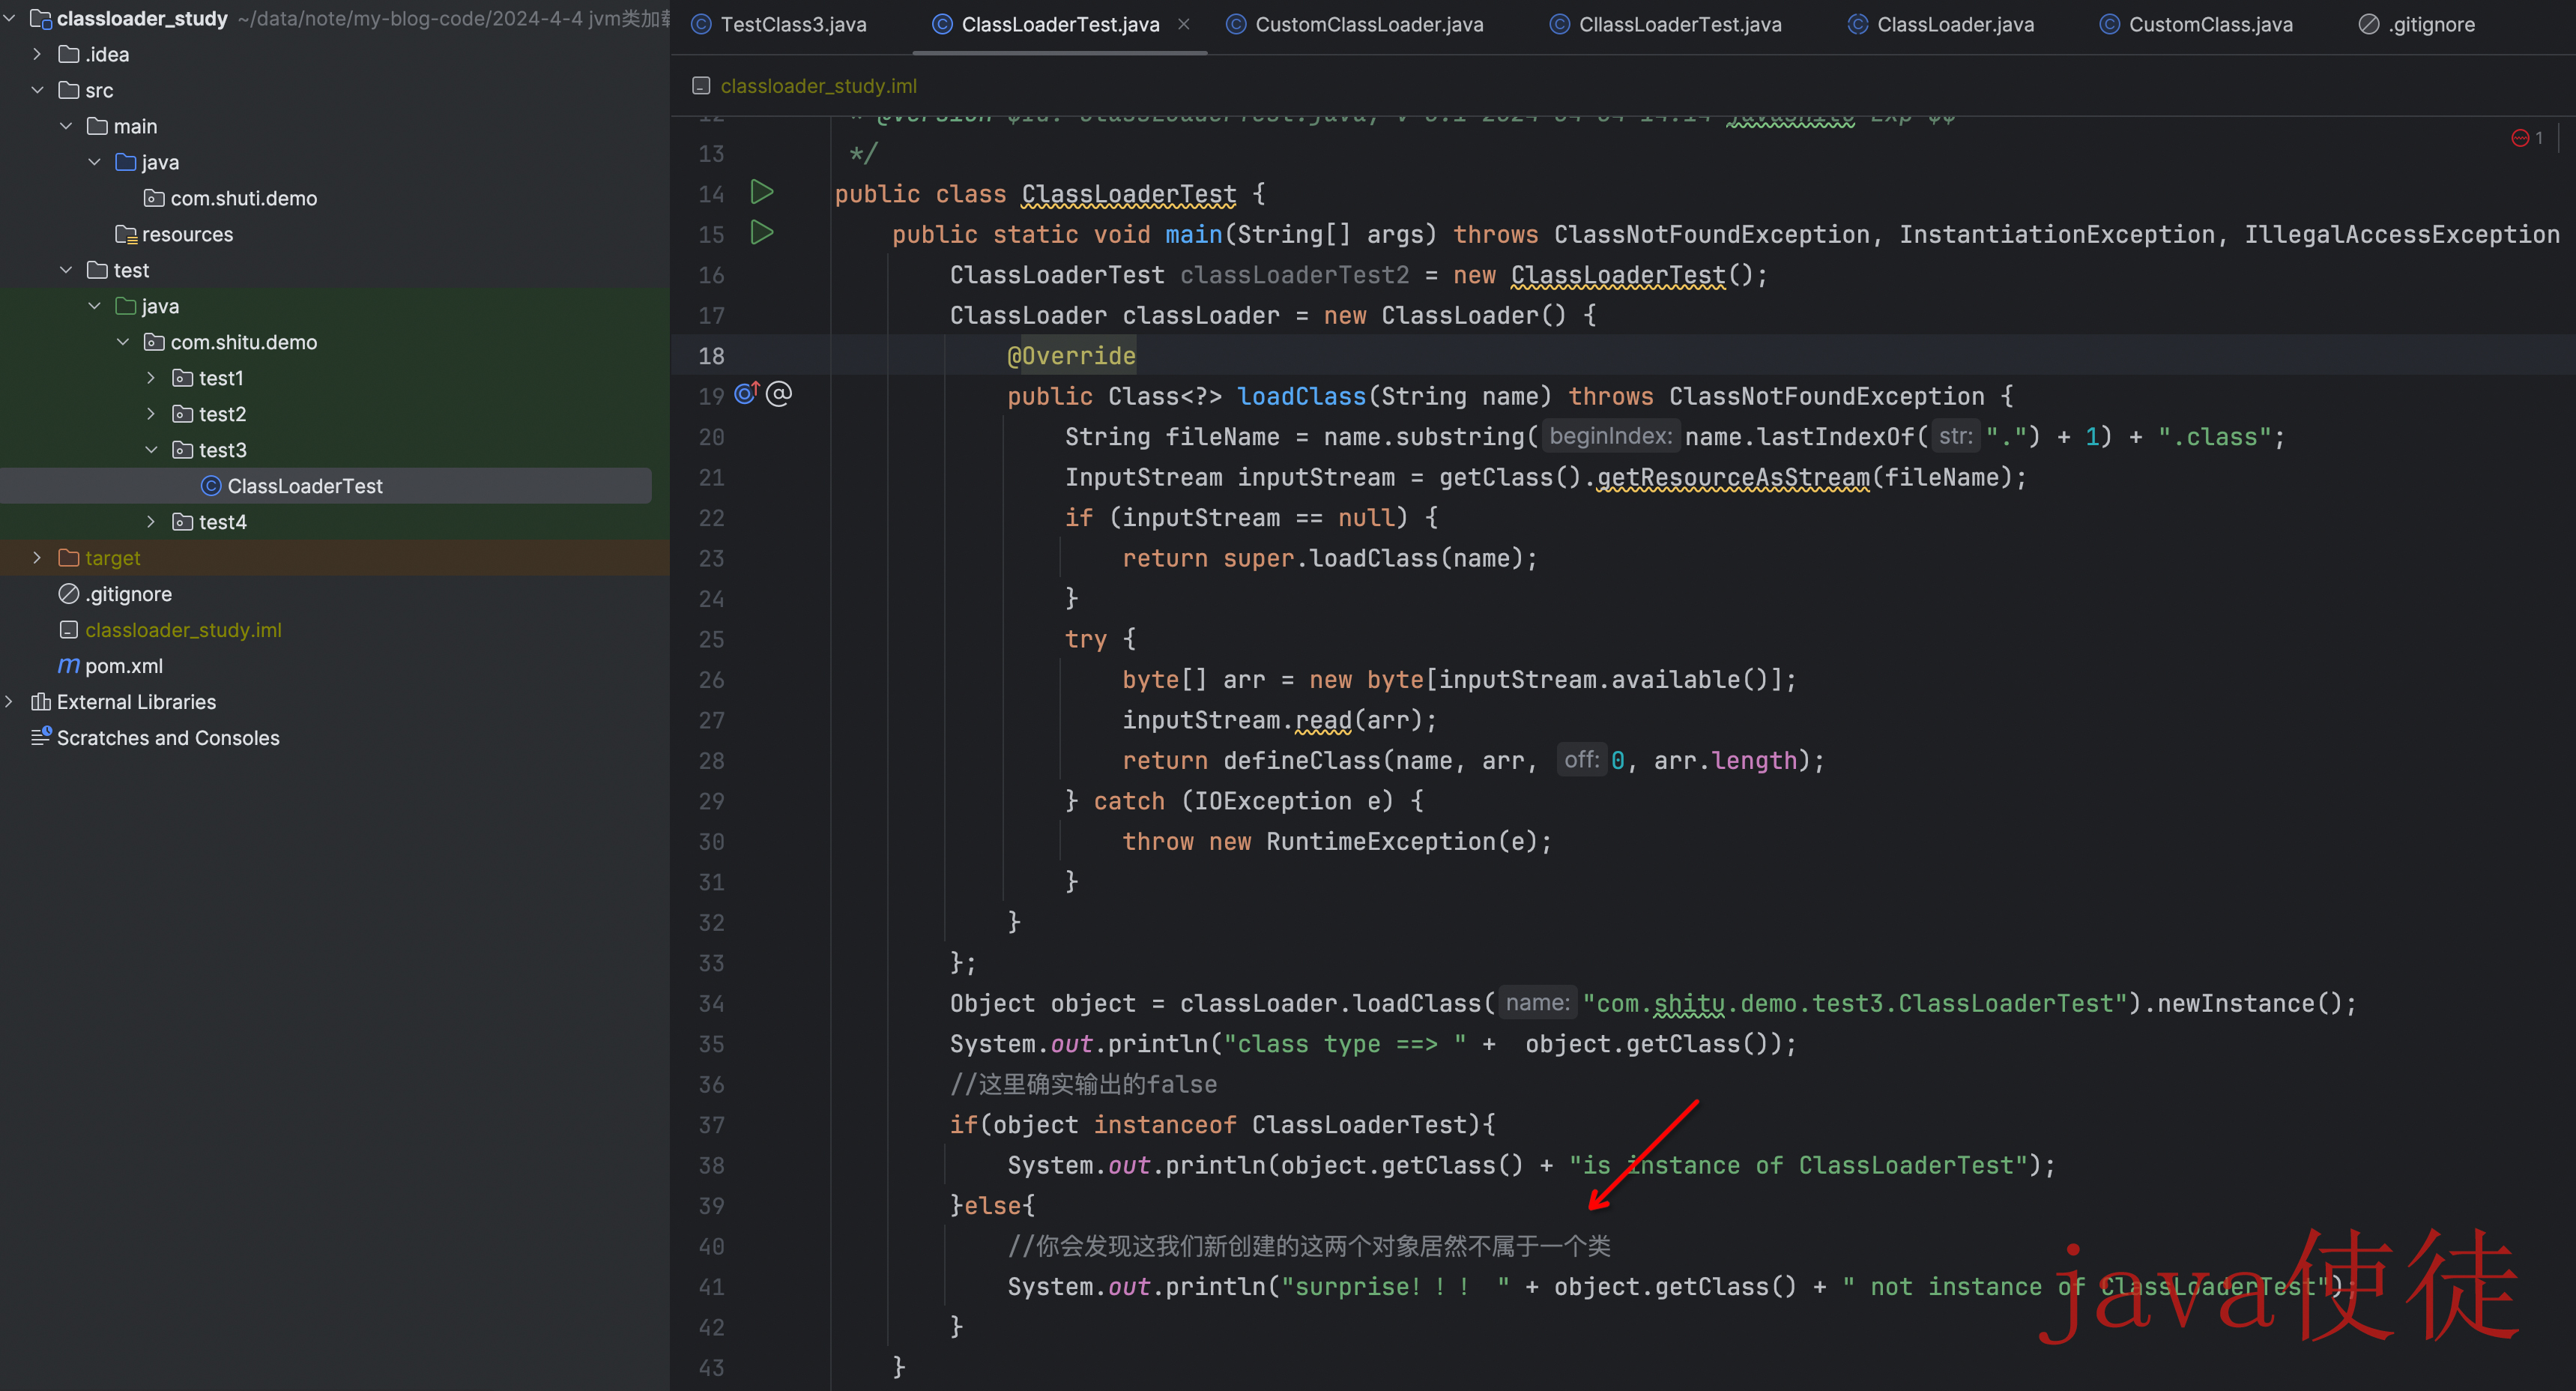 classloader_study ~/data/note/my-blog-code/2024-4-4 jvm类加载
.idea
src
main
java
com.shuti.demo
resources
test
java
com.shitu.demo
test1
test2
test3
ClassLoaderTest
test4
target
.gitignore
classloader_study.iml
pom.xml
External Libraries
Scratches and Consoles
TestClass3.java ClassLoaderTest.java CustomClassLoader.java CllassLoaderTest.java ClassLoader.java CustomClass.java .gitignore
classloader_study.iml
1
12 * @version $Id: ClassLoaderTest.java, v 0.1 2024-04-04 14:14 javashitu Exp $$
13 */
14 public class ClassLoaderTest {
15 public static void main(String[] args) throws ClassNotFoundException, InstantiationException, IllegalAccessException
16 ClassLoaderTest classLoaderTest2 = new ClassLoaderTest();
17 ClassLoader classLoader = new ClassLoader() {
18 @Override
19 @ public Class<?> loadClass(String name) throws ClassNotFoundException {
20 String fileName = name.substring( beginIndex: name.lastIndexOf( str: ".") + 1) + ".class";
21 InputStream inputStream = getClass().getResourceAsStream(fileName);
22 if (inputStream == null) {
23 return super.loadClass(name);
24 }
25 try {
26 byte[] arr = new byte[inputStream.available()];
27 inputStream.read(arr);
28 return defineClass(name, arr, off: 0, arr.length);
29 } catch (IOException e) {
30 throw new RuntimeException(e);
31 }
32 }
33 };
34 Object object = classLoader.loadClass( name: "com.shitu.demo.test3.ClassLoaderTest").newInstance();
35 System.out.println("class type ==> " + object.getClass());
36 //这里确实输出的false
37 if(object instanceof ClassLoaderTest){
38 System.out.println(object.getClass() + "is instance of ClassLoaderTest");
39 }else{
40 //你会发现这我们新创建的这两个对象居然不属于一个类
41 System.out.println("surprise!！！ " + object.getClass() + " not instance of ClassLoaderTest");
42 }
43 }
java使徒